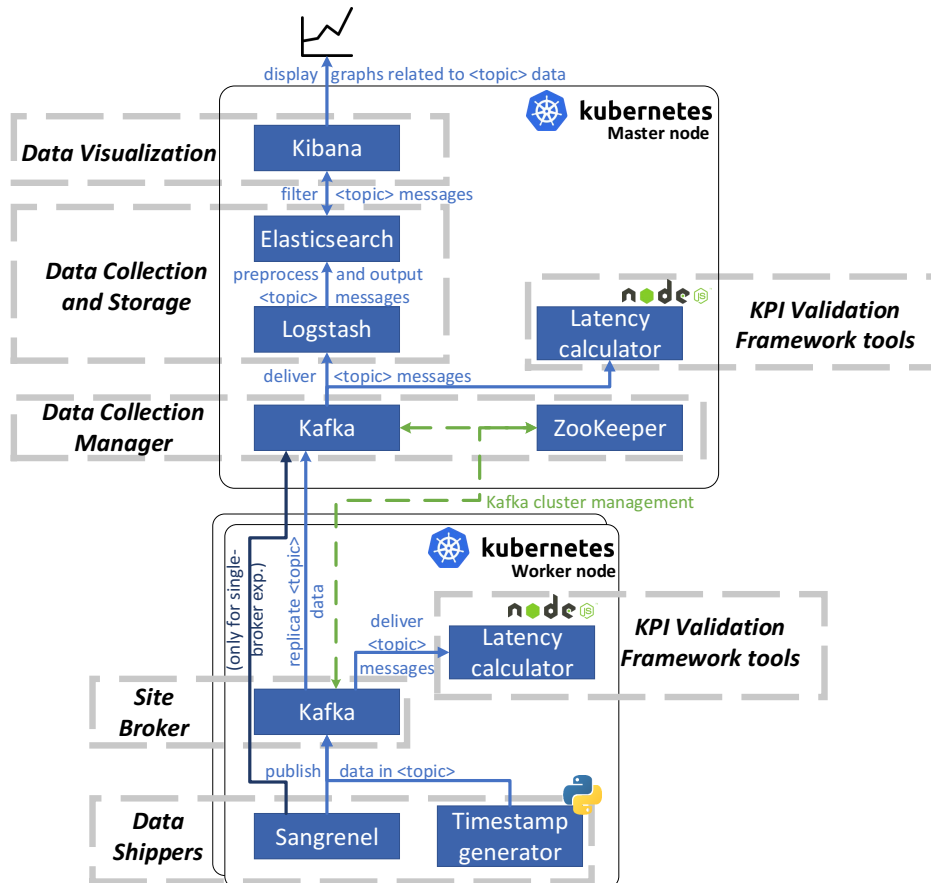 display graphs related to <topic> data
kubernetes
Master node
Data Visualization
Kibana
filter <topic> messages
Elasticsearch
Data Collection
and Storage
preprocess and output
<topic> messages
Logstash
node
JS
Latency
calculator
KPI Validation
Framework tools
deliver <topic> messages
Data Collection
Manager
Kafka
ZooKeeper
Kafka cluster management
kubernetes
Worker node
(only for single-
broker exp.)
replicate <topic>
data
deliver
<topic>
messages
node
JS
Latency
calculator
KPI Validation
Framework tools
Site
Broker
Kafka
publish data in <topic>
Data
Shippers
Sangrenel
Timestamp
generator